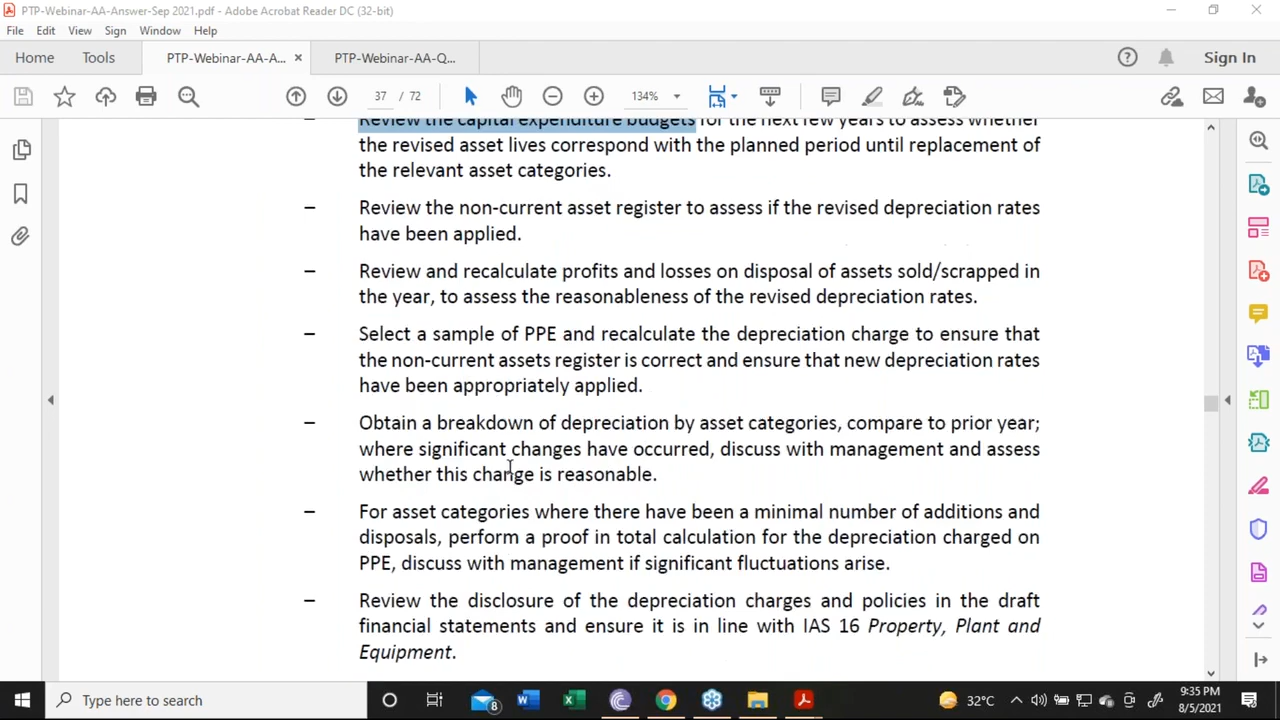 PTP-Webinar-AA-Answer-Sep 2021.pdf - Adobe Acrobat Reader DC (32-bit)
File Edit View Sign Window Help
Home Tools PTP-Webinar-AA-A... × PTP-Webinar-AA-Q... Sign In
37 / 72 134%
– Review the capital expenditure budgets for the next few years to assess whether
the revised asset lives correspond with the planned period until replacement of
the relevant asset categories.
– Review the non-current asset register to assess if the revised depreciation rates
have been applied.
– Review and recalculate profits and losses on disposal of assets sold/scrapped in
the year, to assess the reasonableness of the revised depreciation rates.
– Select a sample of PPE and recalculate the depreciation charge to ensure that
the non-current assets register is correct and ensure that new depreciation rates
have been appropriately applied.
– Obtain a breakdown of depreciation by asset categories, compare to prior year;
where significant changes have occurred, discuss with management and assess
whether this change is reasonable.
– For asset categories where there have been a minimal number of additions and
disposals, perform a proof in total calculation for the depreciation charged on
PPE, discuss with management if significant fluctuations arise.
– Review the disclosure of the depreciation charges and policies in the draft
financial statements and ensure it is in line with IAS 16 Property, Plant and
Equipment.
Type here to search 8 32°C 9:35 PM
8/5/2021